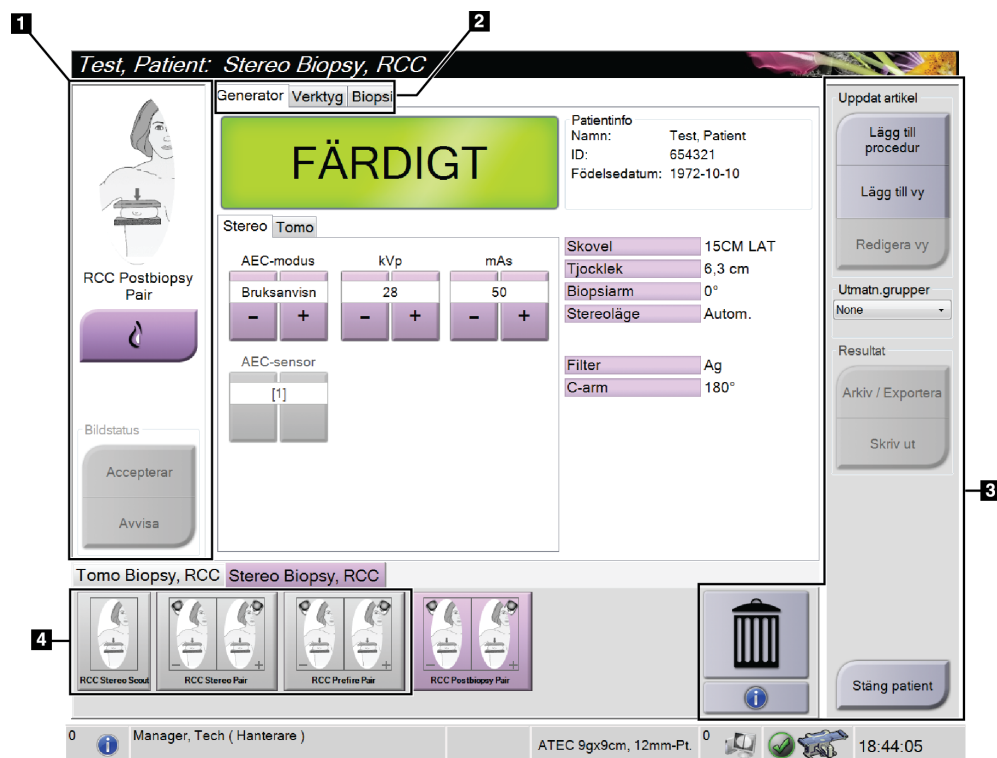 1
2
Test, Patient: Stereo Biopsy, RCC
Generator Verktyg Biopsi
FÄRDIGT
Patientinfo
Namn: Test, Patient
ID: 654321
Födelsedatum: 1972-10-10
Uppdat artikel
Lägg till
procedur
Lägg till vy
Redigera vy
Utmatn.grupper
None
Resultat
Arkiv / Exportera
Skriv ut
3
RCC Postbiopsy
Pair
Bildstatus
Accepterar
Avvisa
Stereo Tomo
AEC-modus kVp mAs
Bruksanvisn 28 50
- + - + - +
AEC-sensor
[1]
Skovel 15CM LAT
Tjocklek 6,3 cm
Biopsiarm 0°
Stereoläge Autom.
Filter Ag
C-arm 180°
Tomo Biopsy, RCC Stereo Biopsy, RCC
4
- + - + - +
RCC Stereo Scout RCC Stereo Pair RCC Prefire Pair RCC Postbiopsy Pair
Stäng patient
0 Manager, Tech ( Hanterare ) ATEC 9gx9cm, 12mm-Pt. 0 18:44:05